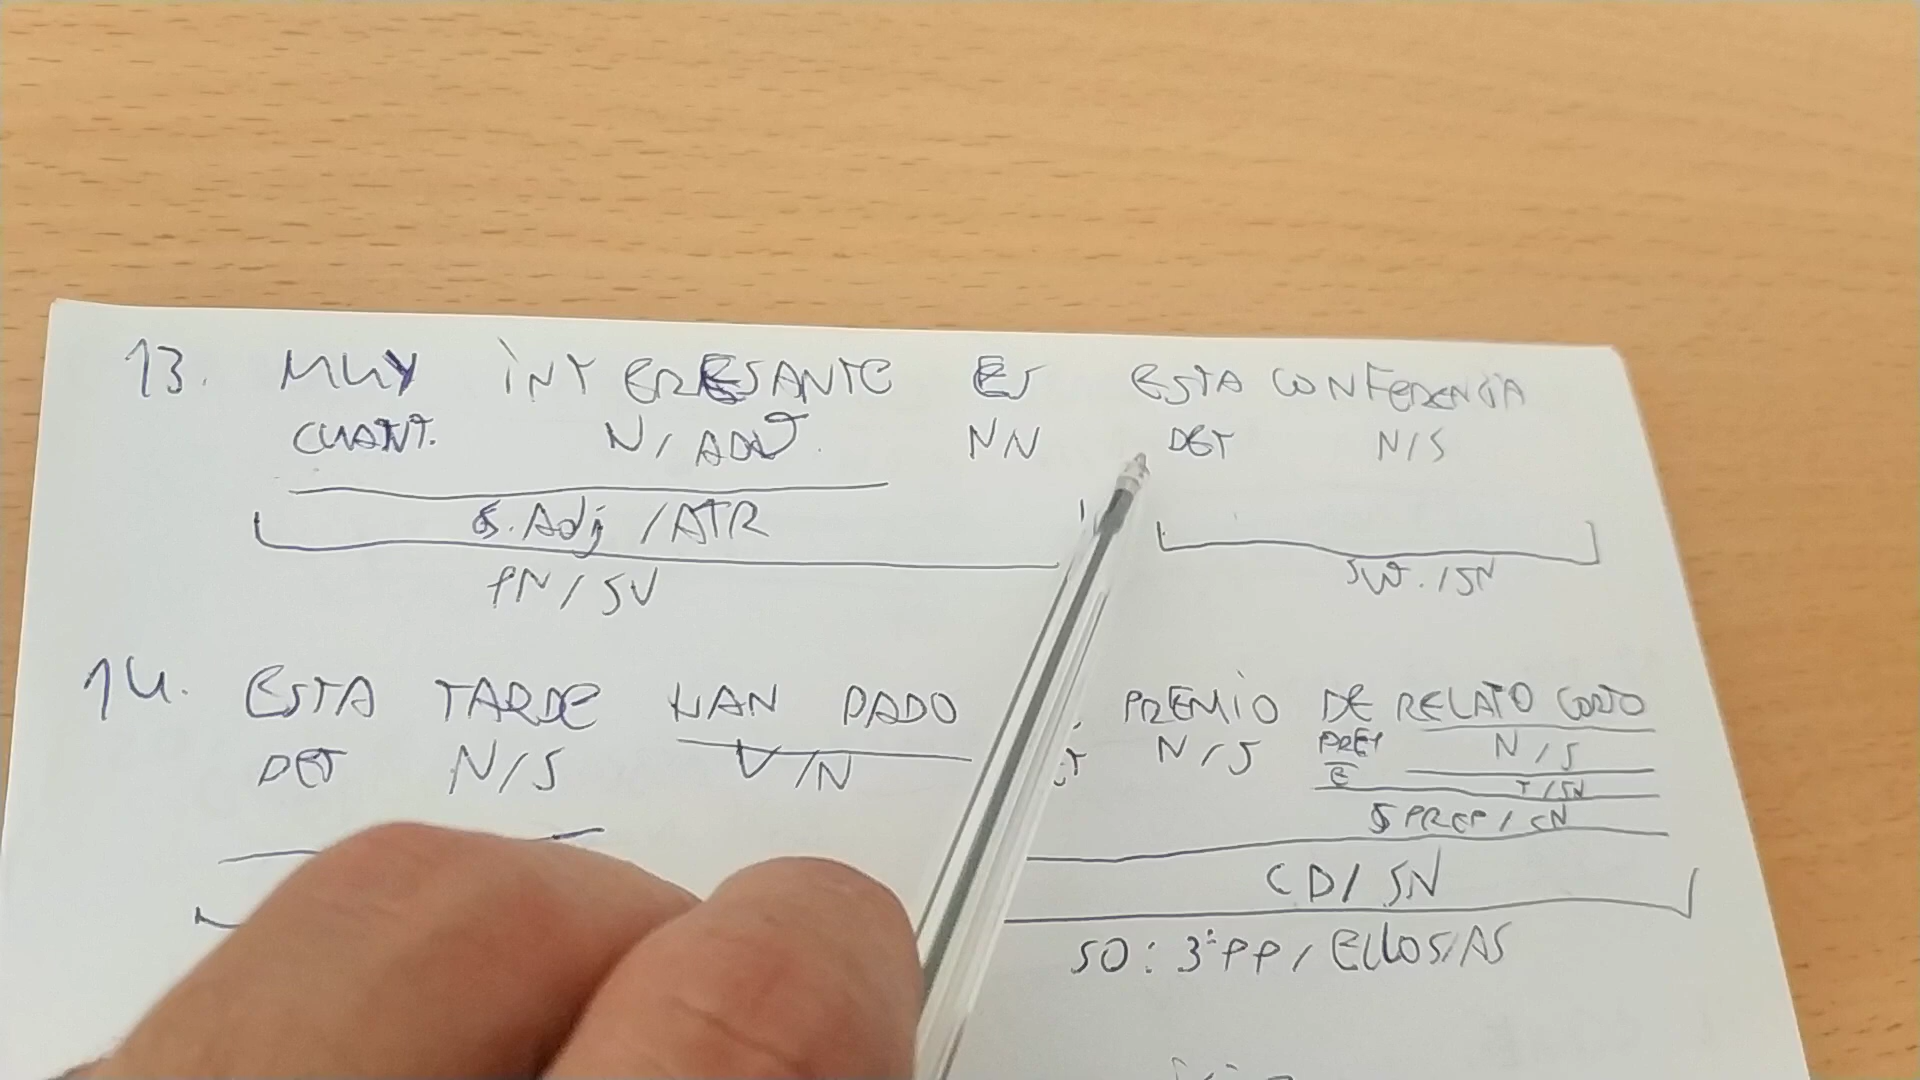 13. MUY INTERESANTE ES ESTA CONFERENCIA
CUANT. N/ADJ. NN DET N/S
S.Adj /ATR
PN/SV SUJ./SN
14. ESTA TARDE HAN DADO PREMIO DE RELATO CORTO
DET N/S V/N N/S PREP N/S
E T/SN
S PREP/CN
CD/SN
SO: 3ªPP/ELLOS/AS